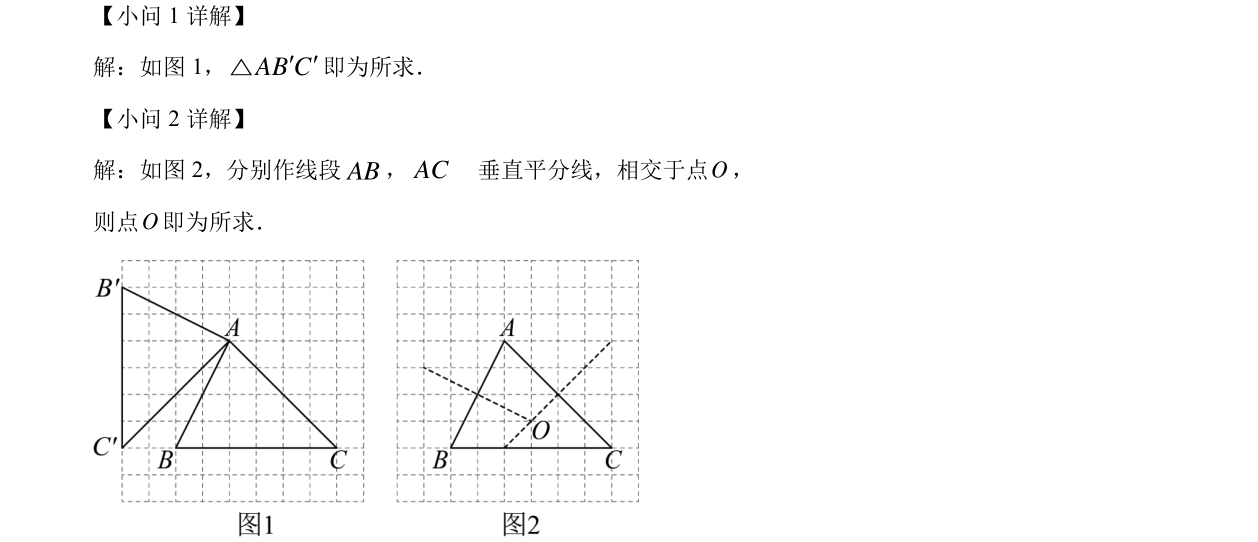 【小问 1 详解】
解：如图 1，△AB′C′ 即为所求．
【小问 2 详解】
解：如图 2，分别作线段 AB，AC 垂直平分线，相交于点 O，
则点 O 即为所求．
B′
A
A
O
C′
B
C
B
C
图1
图2